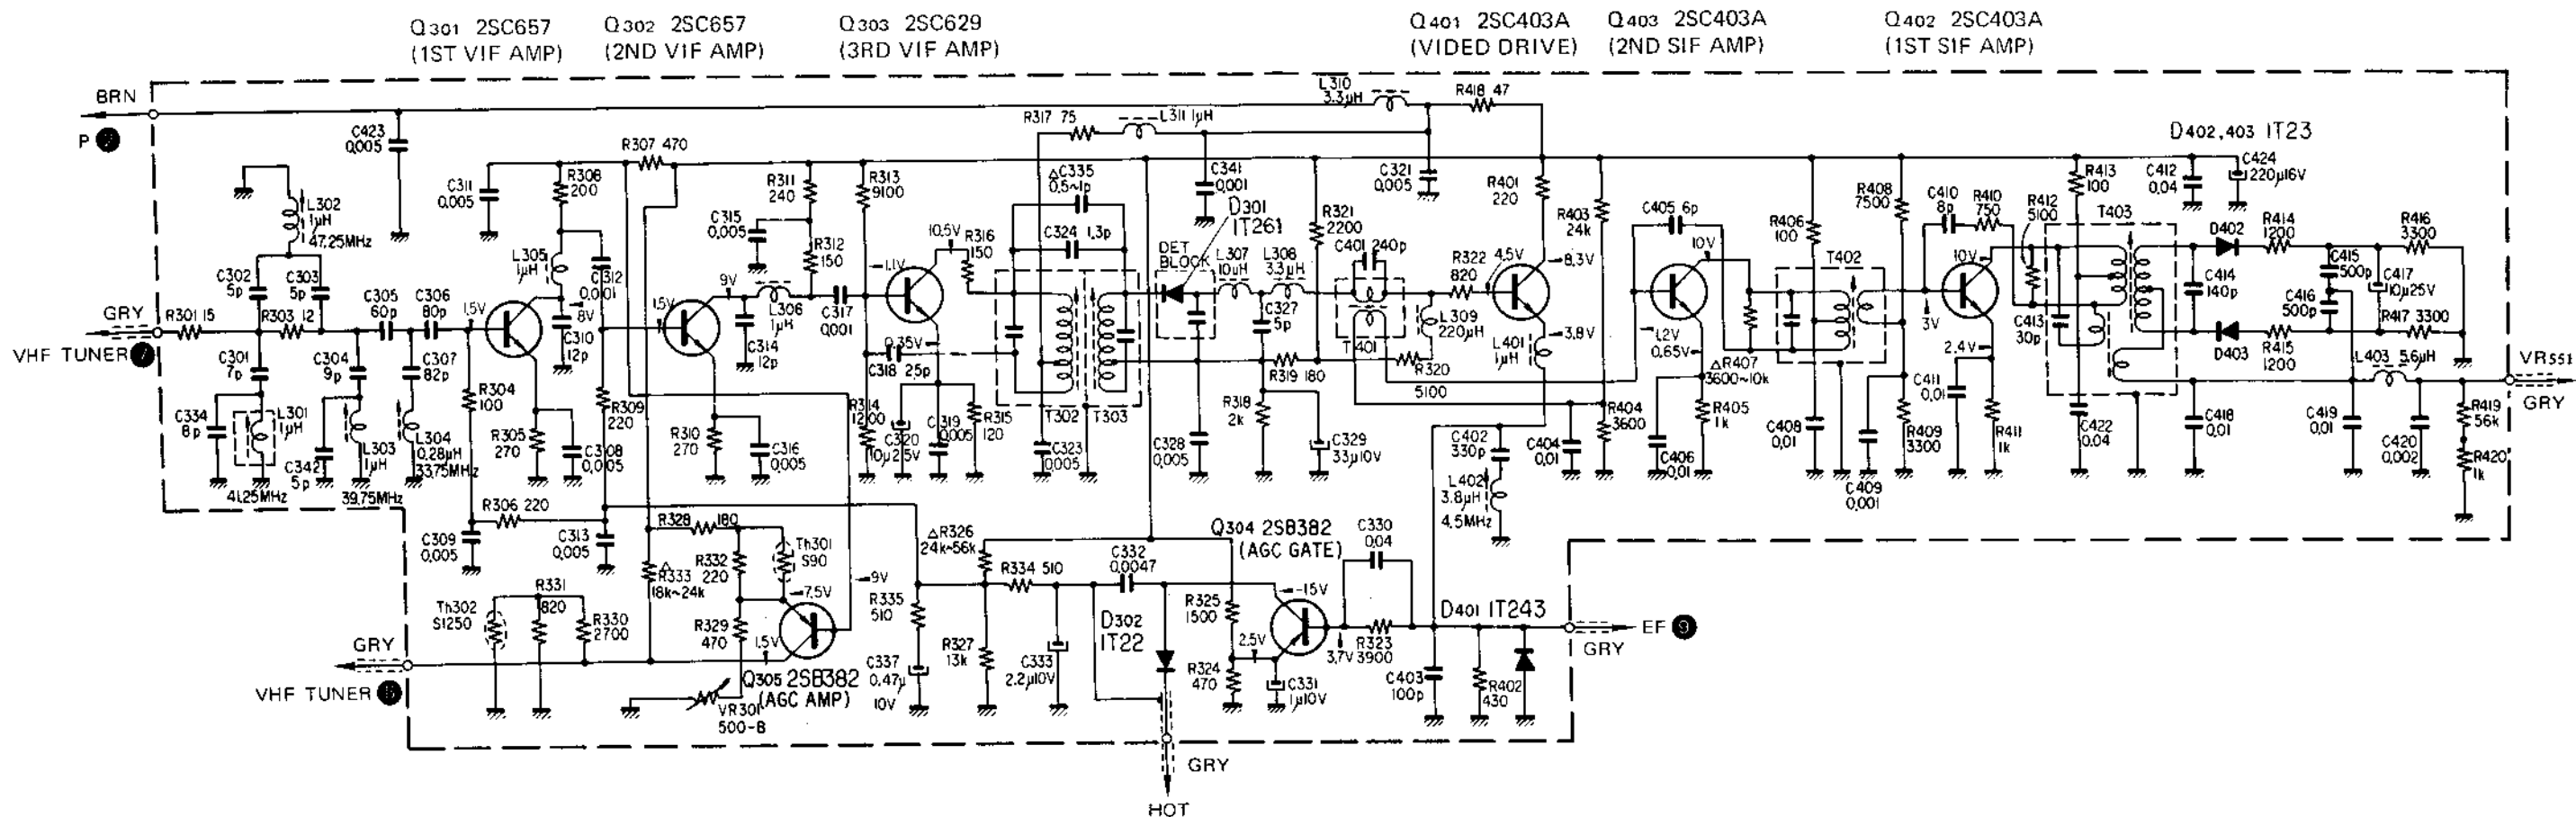 Q301 2SC657
(1ST VIF AMP)
Q302 2SC657
(2ND VIF AMP)
Q303 2SC629
(3RD VIF AMP)
Q401 2SC403A
(VIDED DRIVE)
Q403 2SC403A
(2ND SIF AMP)
Q402 2SC403A
(1ST SIF AMP)
BRN
P
C423
0.005
R307 470
R317 75
L311 1μH
L310
3.3μH
R418 47
D402,403 1T23
C311
0.005
R308
200
R311
240
R313
9100
△C335
0.5~1p
C341
0.001
C321
0.005
R401
220
R403
24k
R406
100
R408
7500
C410
8p
R410
750
R412
5100
R413
100
C412
0.04
C424
220μ16V
L302
1μH
47.25MHz
L305
1μH
C312
0.001
C315
0.005
R312
150
10.5V
R316
150
C324 1.3p
D301
1T261
DET
BLOCK
L307
10μH
L308
3.3μH
R321
2200
C401 240p
R322
820
4.5V
8.3V
C405 6p
10V
T402
10V
T403
D402
R414
1200
R416
3300
C302
5p
C303
5p
C305
60p
C306
80p
1.5V
8V
C310
12p
1.5V
9V
L306
1μH
C314
12p
C317
0.001
1.1V
C327
5p
L309
220μH
3.8V
L401
1μH
1.2V
0.65V
△R407
3600~10k
3V
2.4V
C413
30p
C414
140p
C415
500p
C416
500p
C417
10μ25V
GRY
VHF TUNER 7
R301 15
R303 12
C301
7p
C304
9p
C307
82p
0.35V
C318 25p
T401
R319 180
R320
5100
D403
R415
1200
R417 3300
L403 5.6μH
VR551
GRY
C334
8p
L301
1μH
41.25MHz
C342
5p
L303
1μH
39.75MHz
L304
0.28μH
33.75MHz
R304
100
R305
270
C308
0.005
R309
220
R310
270
C316
0.005
R314
1200
C320
10μ2.5V
C319
0.005
R315
120
T302
T303
C323
0.005
C328
0.005
R318
2k
C329
33μ10V
C402
330p
C404
0.01
R404
3600
C406
0.01
R405
1k
C408
0.01
C409
0.001
R409
3300
C411
0.01
R411
1k
C422
0.04
C418
0.01
C419
0.01
C420
0.002
R419
56k
R420
1k
L402
3.8μH
4.5MHz
C309
0.005
R306 220
C313
0.005
R328 180
R332
220
Th301
S90
△
R333
18k~24k
△R326
24k~56k
R334 510
C332
0.0047
Q304 2SB382
(AGC GATE)
C330
0.04
Th302
S1250
R331
820
R330
2700
R329
470
7.5V
9V
1.5V
R335
510
R327
13k
C333
2.2μ10V
D302
1T22
R325
1500
-15V
2.5V
R324
470
C331
1μ10V
3.7V
R323
3900
D401 1T243
C403
100p
R402
430
EF 9
GRY
GRY
VHF TUNER
Q305 2SB382
(AGC AMP)
C337
0.47μ
10V
VR301
500-B
GRY
HOT